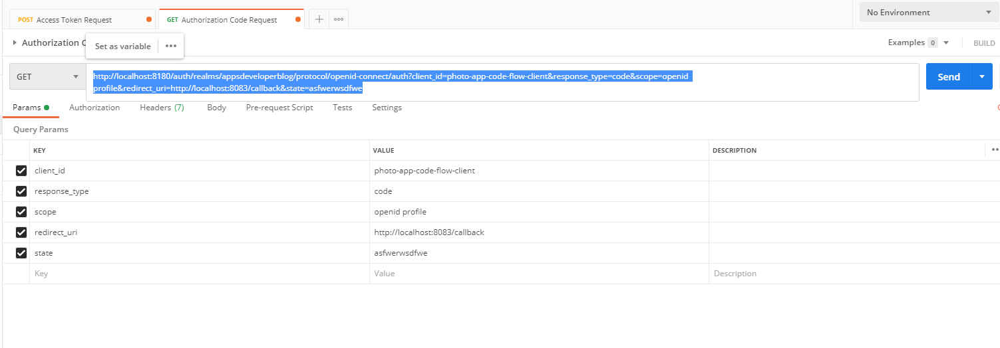 POST Access Token Request
GET Authorization Code Request
No Environment
Authorization C
Set as variable
Examples 0
BUILD
GET
http://localhost:8180/auth/realms/appsdeveloperblog/protocol/openid-connect/auth?client_id=photo-app-code-flow-client&response_type=code&scope=openid
profile&redirect_uri=http://localhost:8083/callback&state=asfwerwsdfwe
Send
Params Authorization Headers (7) Body Pre-request Script Tests Settings
Query Params
KEY VALUE DESCRIPTION
client_id photo-app-code-flow-client
response_type code
scope openid profile
redirect_uri http://localhost:8083/callback
state asfwerwsdfwe
Key Value Description